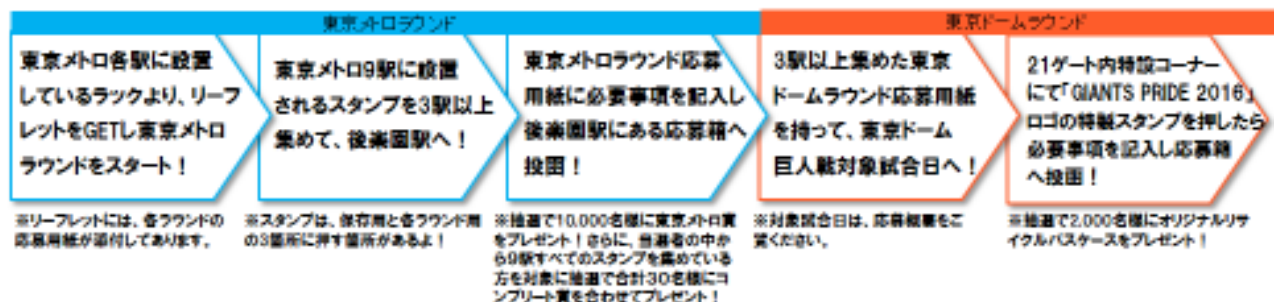 東京メトロラウンド
東京メトロ各駅に設置
しているラックより、リーフ
レットをGETし東京メトロ
ラウンドをスタート！
※リーフレットには、各ラウンドの
応募用紙が添付してあります。
東京メトロ9駅に設置
されるスタンプを3駅以上
集めて、後楽園駅へ！
※スタンプは、保存用と各ラウンド用
の3箇所に押す箇所があるよ！
東京メトロラウンド応募
用紙に必要事項を記入し
後楽園駅にある応募箱へ
投函！
※抽選で10,000名様に東京メトロ賞
をプレゼント！さらに、当選者の中か
ら9駅すべてのスタンプを集めている
方を対象に抽選で合計30名様にコ
ンプリート賞を合わせてプレゼント！
東京ドームラウンド
3駅以上集めた東京
ドームラウンド応募用紙
を持って、東京ドーム
巨人戦対象試合日へ！
※対象試合日は、応募概要をご
覧ください。
21ゲート内特設コーナー
にて「GIANTS PRIDE 2016」
ロゴの特製スタンプを押したら
必要事項を記入し応募箱
へ投函！
※抽選で2,000名様にオリジナルリサ
イクルパスケースをプレゼント！